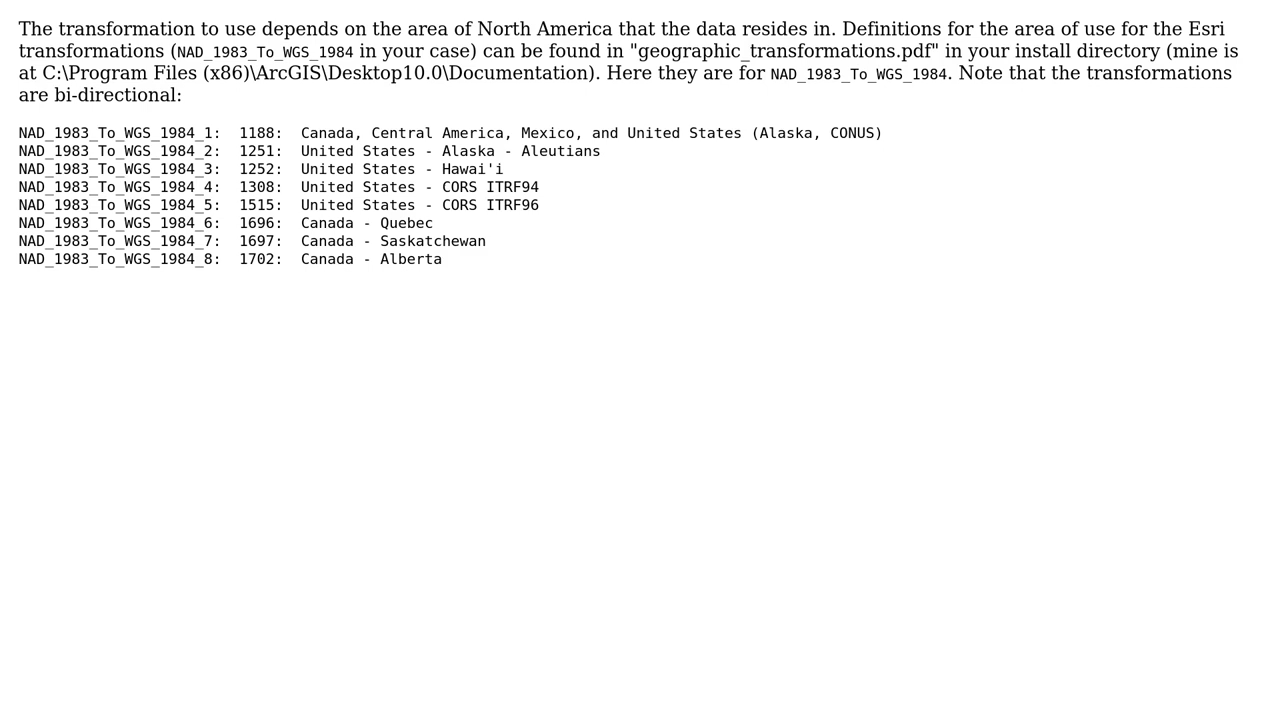 The transformation to use depends on the area of North America that the data resides in. Definitions for the area of use for the Esri
transformations (NAD_1983_To_WGS_1984 in your case) can be found in "geographic_transformations.pdf" in your install directory (mine is
at C:\Program Files (x86)\ArcGIS\Desktop10.0\Documentation). Here they are for NAD_1983_To_WGS_1984. Note that the transformations
are bi-directional:
NAD_1983_To_WGS_1984_1:  1188:  Canada, Central America, Mexico, and United States (Alaska, CONUS)
NAD_1983_To_WGS_1984_2:  1251:  United States - Alaska - Aleutians
NAD_1983_To_WGS_1984_3:  1252:  United States - Hawai'i
NAD_1983_To_WGS_1984_4:  1308:  United States - CORS ITRF94
NAD_1983_To_WGS_1984_5:  1515:  United States - CORS ITRF96
NAD_1983_To_WGS_1984_6:  1696:  Canada - Quebec
NAD_1983_To_WGS_1984_7:  1697:  Canada - Saskatchewan
NAD_1983_To_WGS_1984_8:  1702:  Canada - Alberta